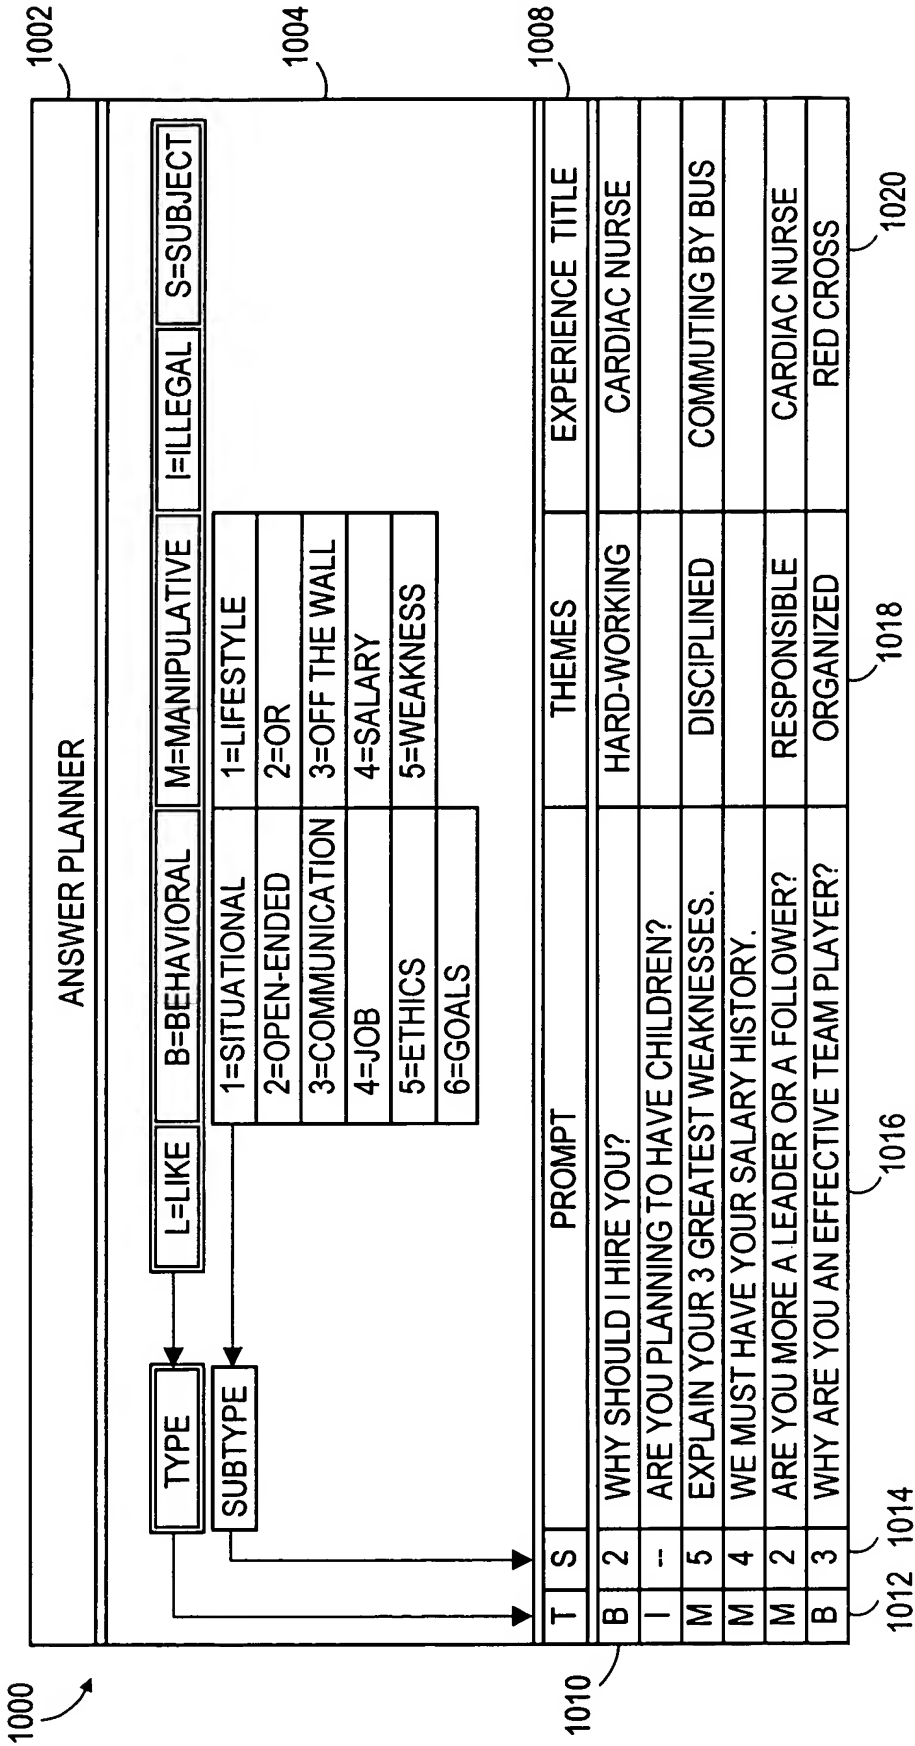 1000
1002
ANSWER PLANNER
1004
TYPE L=LIKE B=BEHAVIORAL M=MANIPULATIVE I=ILLEGAL S=SUBJECT
SUBTYPE 1=SITUATIONAL 1=LIFESTYLE
2=OPEN-ENDED 2=OR
3=COMMUNICATION 3=OFF THE WALL
4=JOB 4=SALARY
5=ETHICS 5=WEAKNESS
6=GOALS
1008
T S PROMPT THEMES EXPERIENCE TITLE
1010
B 2 WHY SHOULD I HIRE YOU? HARD-WORKING CARDIAC NURSE
I -- ARE YOU PLANNING TO HAVE CHILDREN?
M 5 EXPLAIN YOUR 3 GREATEST WEAKNESSES. DISCIPLINED COMMUTING BY BUS
M 4 WE MUST HAVE YOUR SALARY HISTORY.
M 2 ARE YOU MORE A LEADER OR A FOLLOWER? RESPONSIBLE CARDIAC NURSE
B 3 WHY ARE YOU AN EFFECTIVE TEAM PLAYER? ORGANIZED RED CROSS
1012 1014 1016 1018 1020